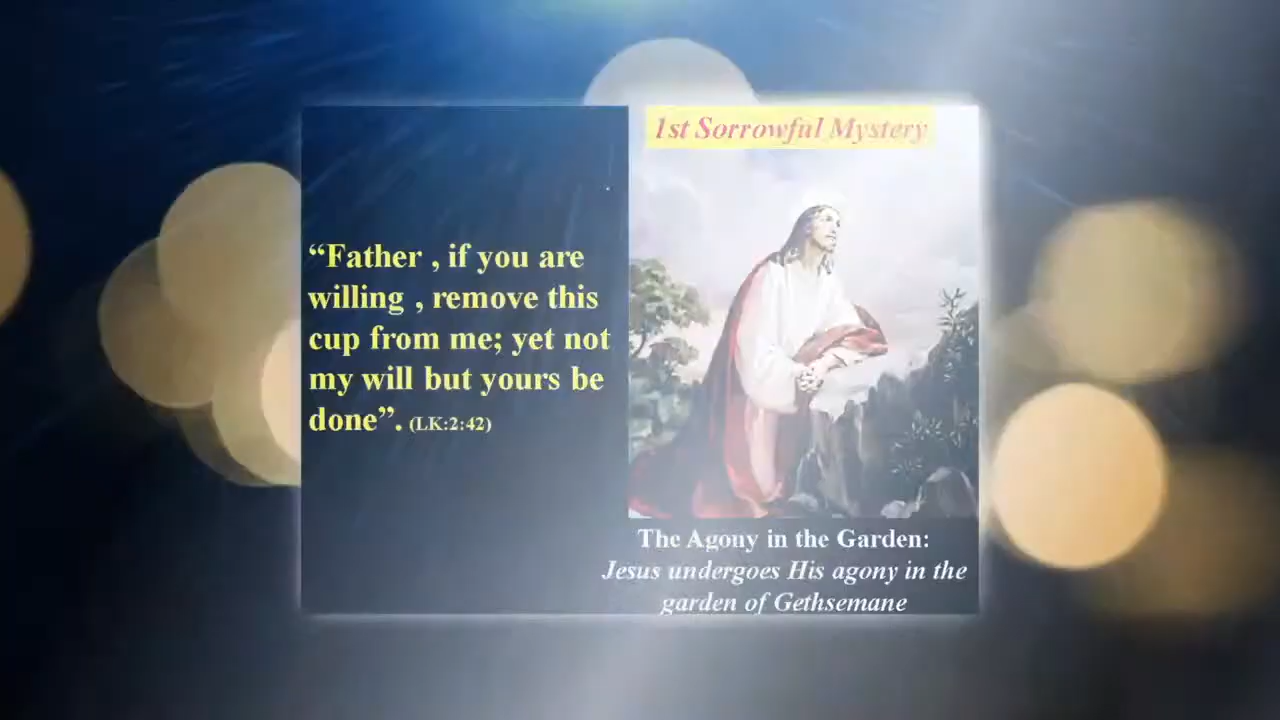 1st Sorrowful Mystery
“Father , if you are
willing , remove this
cup from me; yet not
my will but yours be
done”. (LK:2:42)
The Agony in the Garden:
Jesus undergoes His agony in the
garden of Gethsemane